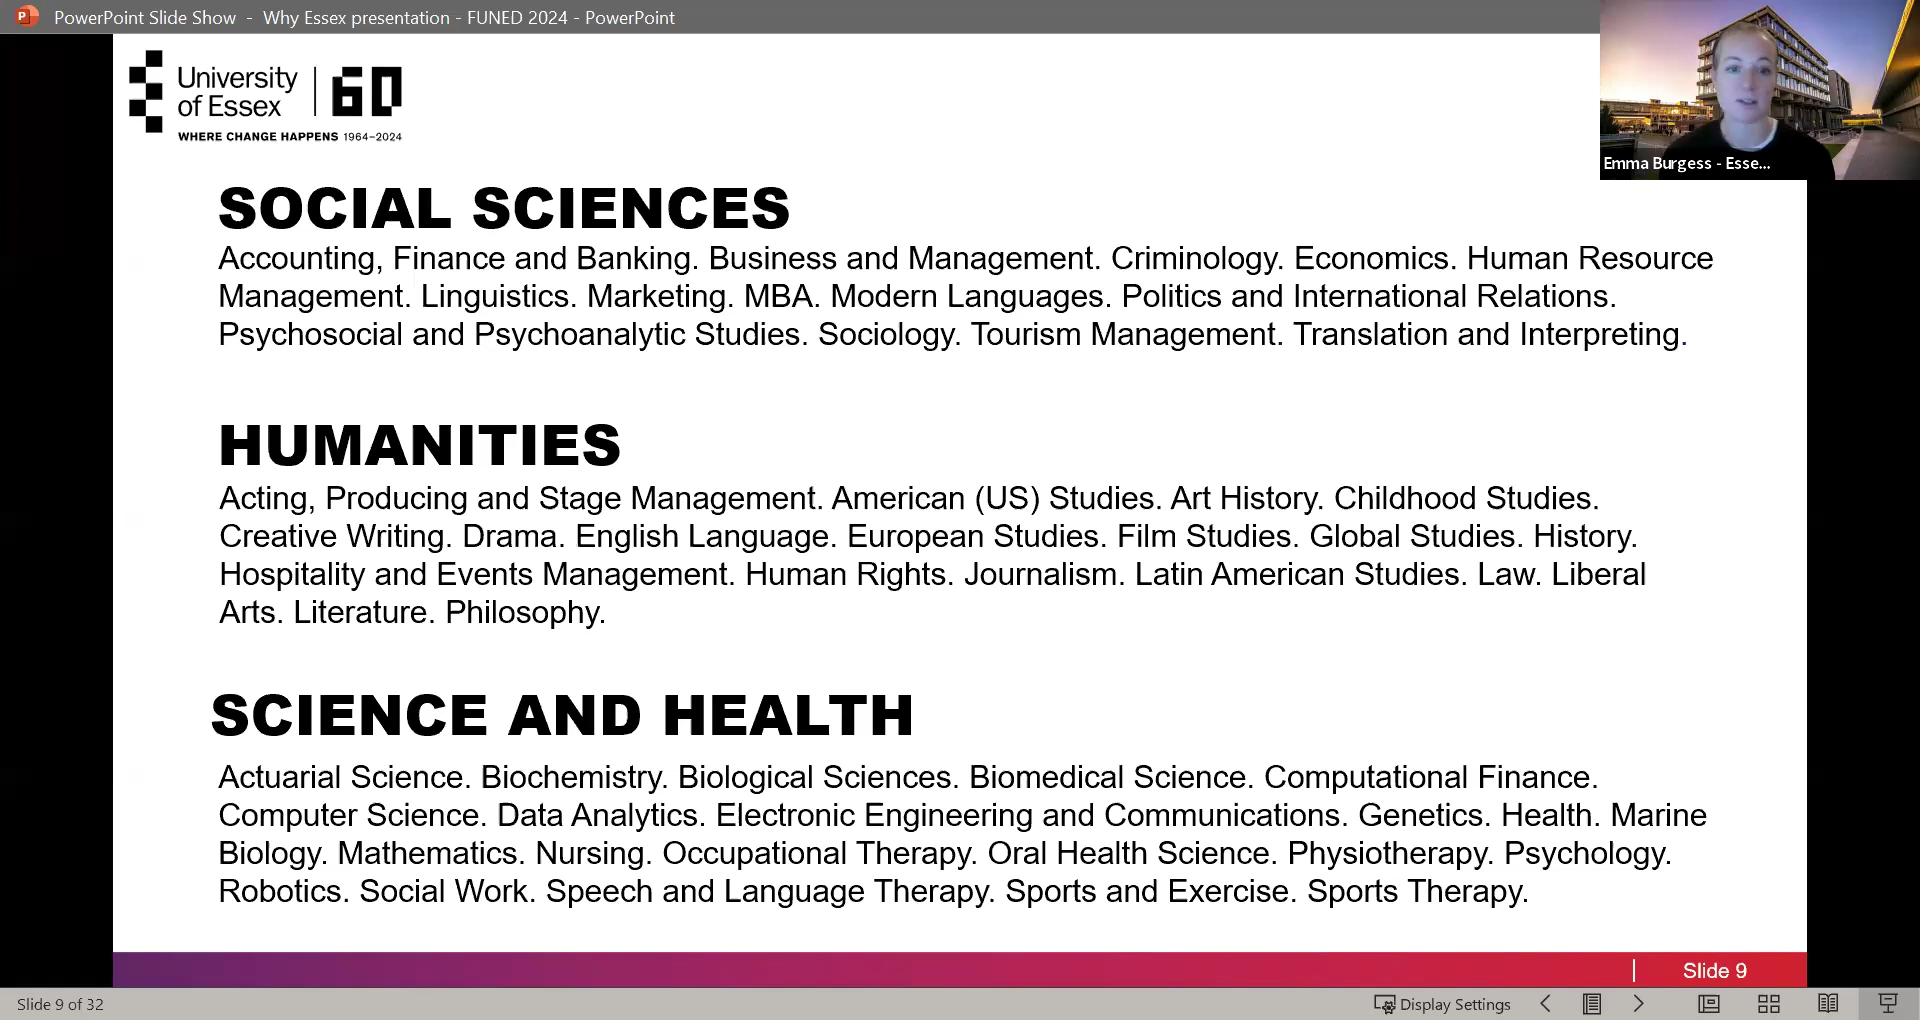 PowerPoint Slide Show - Why Essex presentation - FUNED 2024 - PowerPoint
University
of Essex
60
WHERE CHANGE HAPPENS 1964–2024
Emma Burgess - Esse...
SOCIAL SCIENCES
Accounting, Finance and Banking. Business and Management. Criminology. Economics. Human Resource
Management. Linguistics. Marketing. MBA. Modern Languages. Politics and International Relations.
Psychosocial and Psychoanalytic Studies. Sociology. Tourism Management. Translation and Interpreting.
HUMANITIES
Acting, Producing and Stage Management. American (US) Studies. Art History. Childhood Studies.
Creative Writing. Drama. English Language. European Studies. Film Studies. Global Studies. History.
Hospitality and Events Management. Human Rights. Journalism. Latin American Studies. Law. Liberal
Arts. Literature. Philosophy.
SCIENCE AND HEALTH
Actuarial Science. Biochemistry. Biological Sciences. Biomedical Science. Computational Finance.
Computer Science. Data Analytics. Electronic Engineering and Communications. Genetics. Health. Marine
Biology. Mathematics. Nursing. Occupational Therapy. Oral Health Science. Physiotherapy. Psychology.
Robotics. Social Work. Speech and Language Therapy. Sports and Exercise. Sports Therapy.
Slide 9
Slide 9 of 32
Display Settings